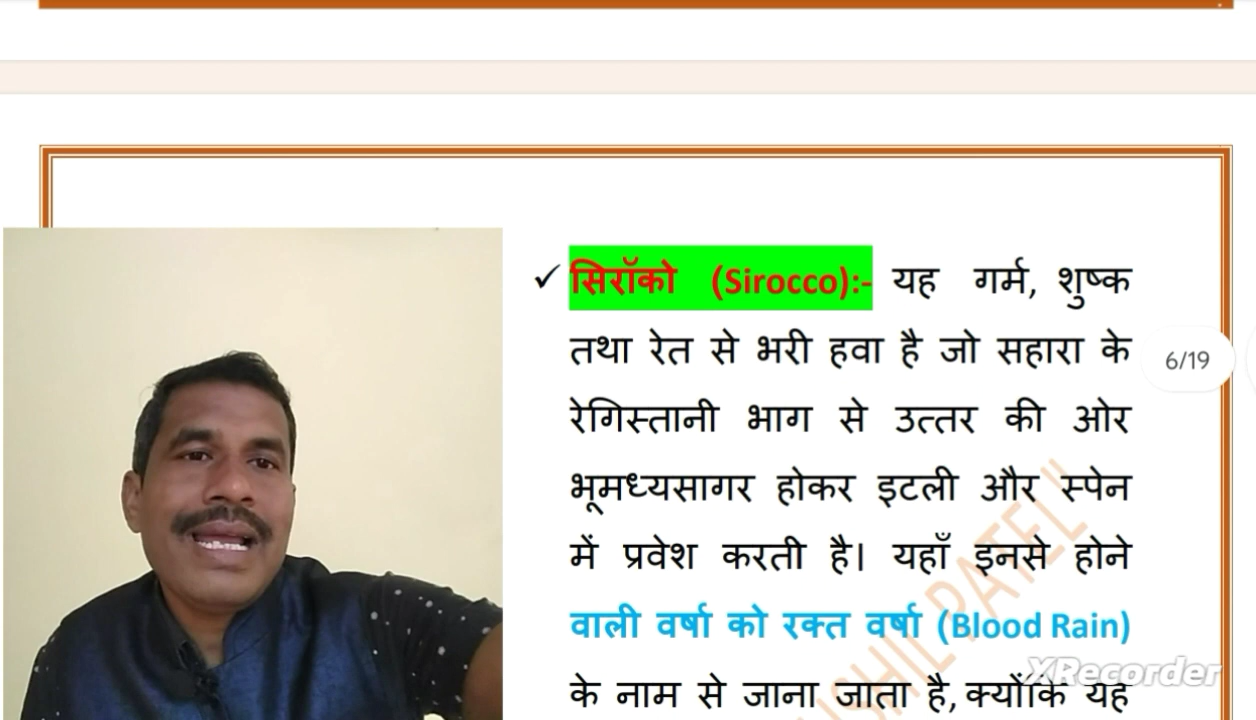 ✓ सिरॉको (Sirocco):- यह गर्म, शुष्क
तथा रेत से भरी हवा है जो सहारा के
6/19
रेगिस्तानी भाग से उत्तर की ओर
भूमध्यसागर होकर इटली और स्पेन
में प्रवेश करती है। यहाँ इनसे होने
वाली वर्षा को रक्त वर्षा (Blood Rain)
के नाम से जाना जाता है, क्योंकि यह
PATEL"
XRecorder